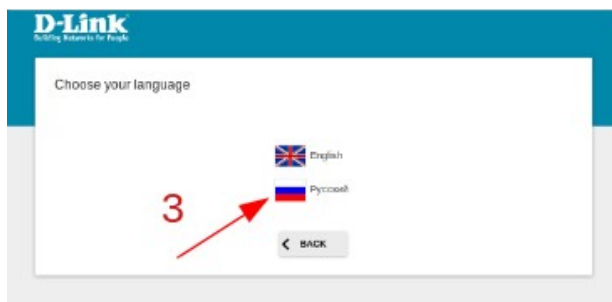 D-Link
Building Networks for People
Choose your language
English
Русский
3
BACK